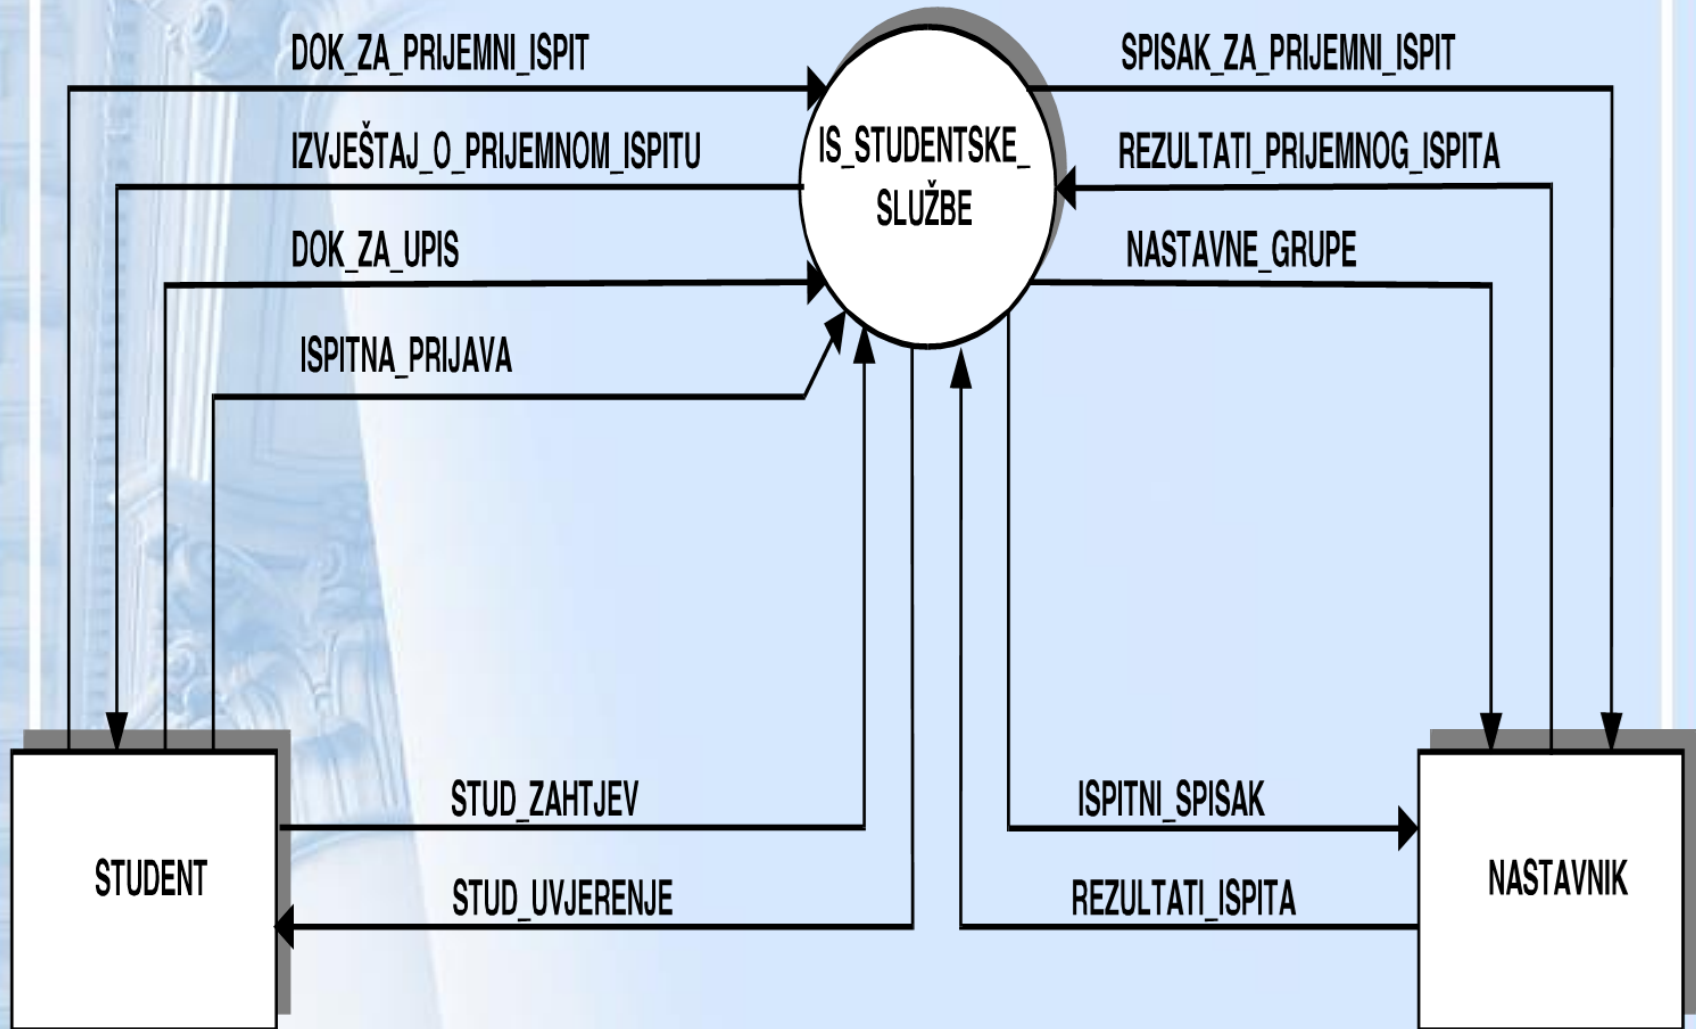 DOK_ZA_PRIJEMNI_ISPIT
SPISAK_ZA_PRIJEMNI_ISPIT
IZVJEŠTAJ_O_PRIJEMNOM_ISPITU
IS_STUDENTSKE_
SLUŽBE
REZULTATI_PRIJEMNOG_ISPITA
DOK_ZA_UPIS
NASTAVNE_GRUPE
ISPITNA_PRIJAVA
STUD_ZAHTJEV
ISPITNI_SPISAK
STUDENT
NASTAVNIK
STUD_UVJERENJE
REZULTATI_ISPITA